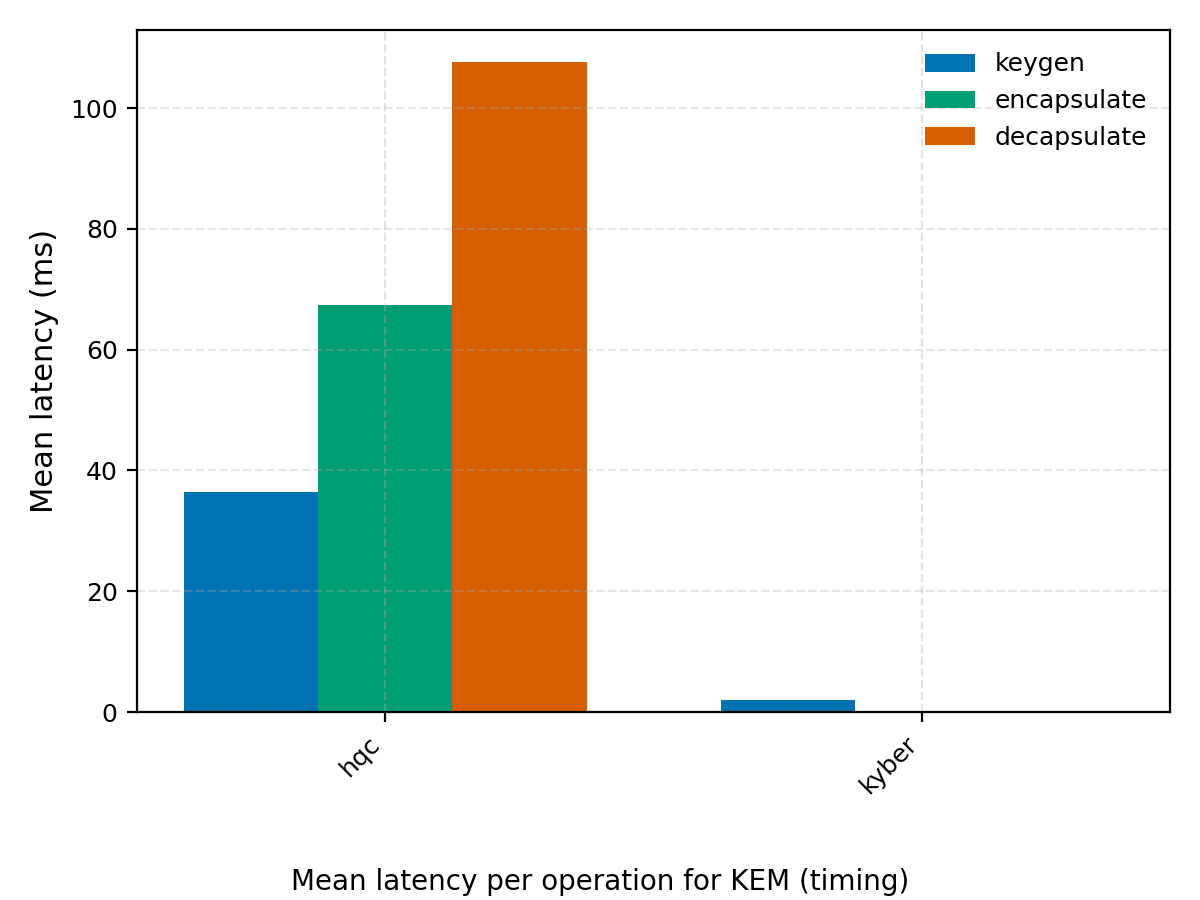 keygen
encapsulate
decapsulate
Mean latency (ms)
100
80
60
40
20
0
hqc
kyber
Mean latency per operation for KEM (timing)